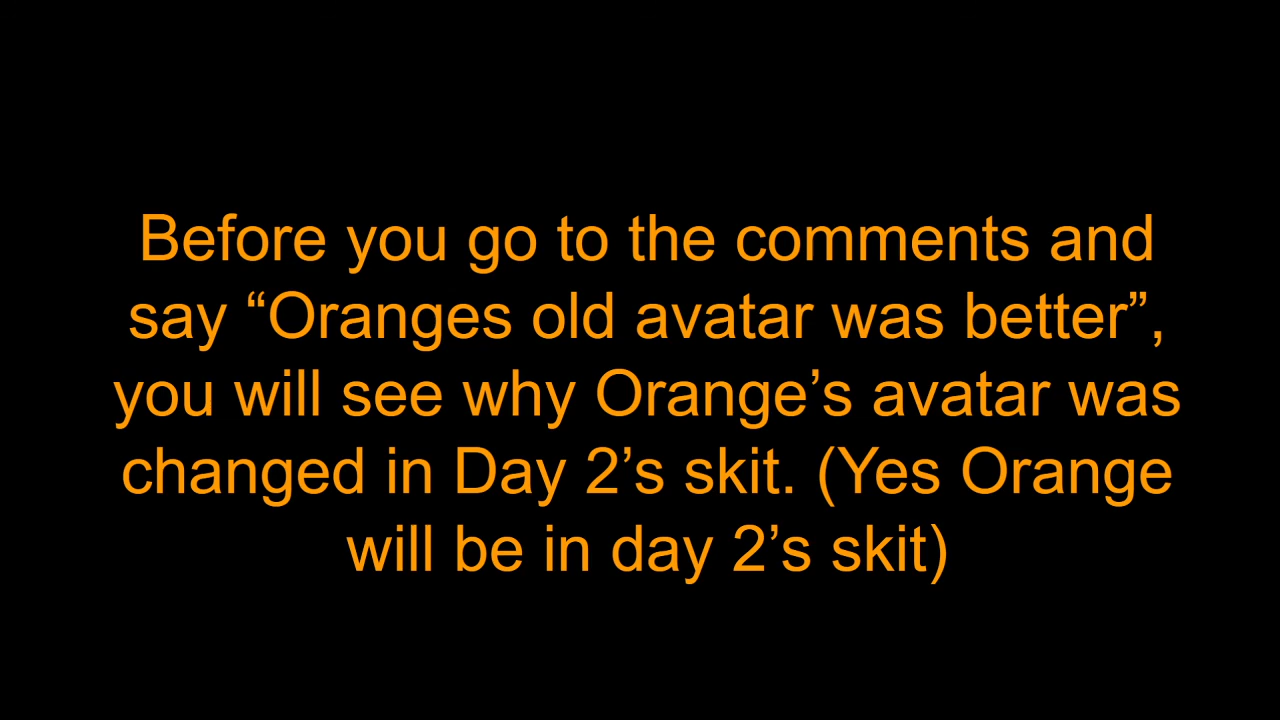 Before you go to the comments and
say “Oranges old avatar was better”,
you will see why Orange’s avatar was
changed in Day 2’s skit. (Yes Orange
will be in day 2’s skit)